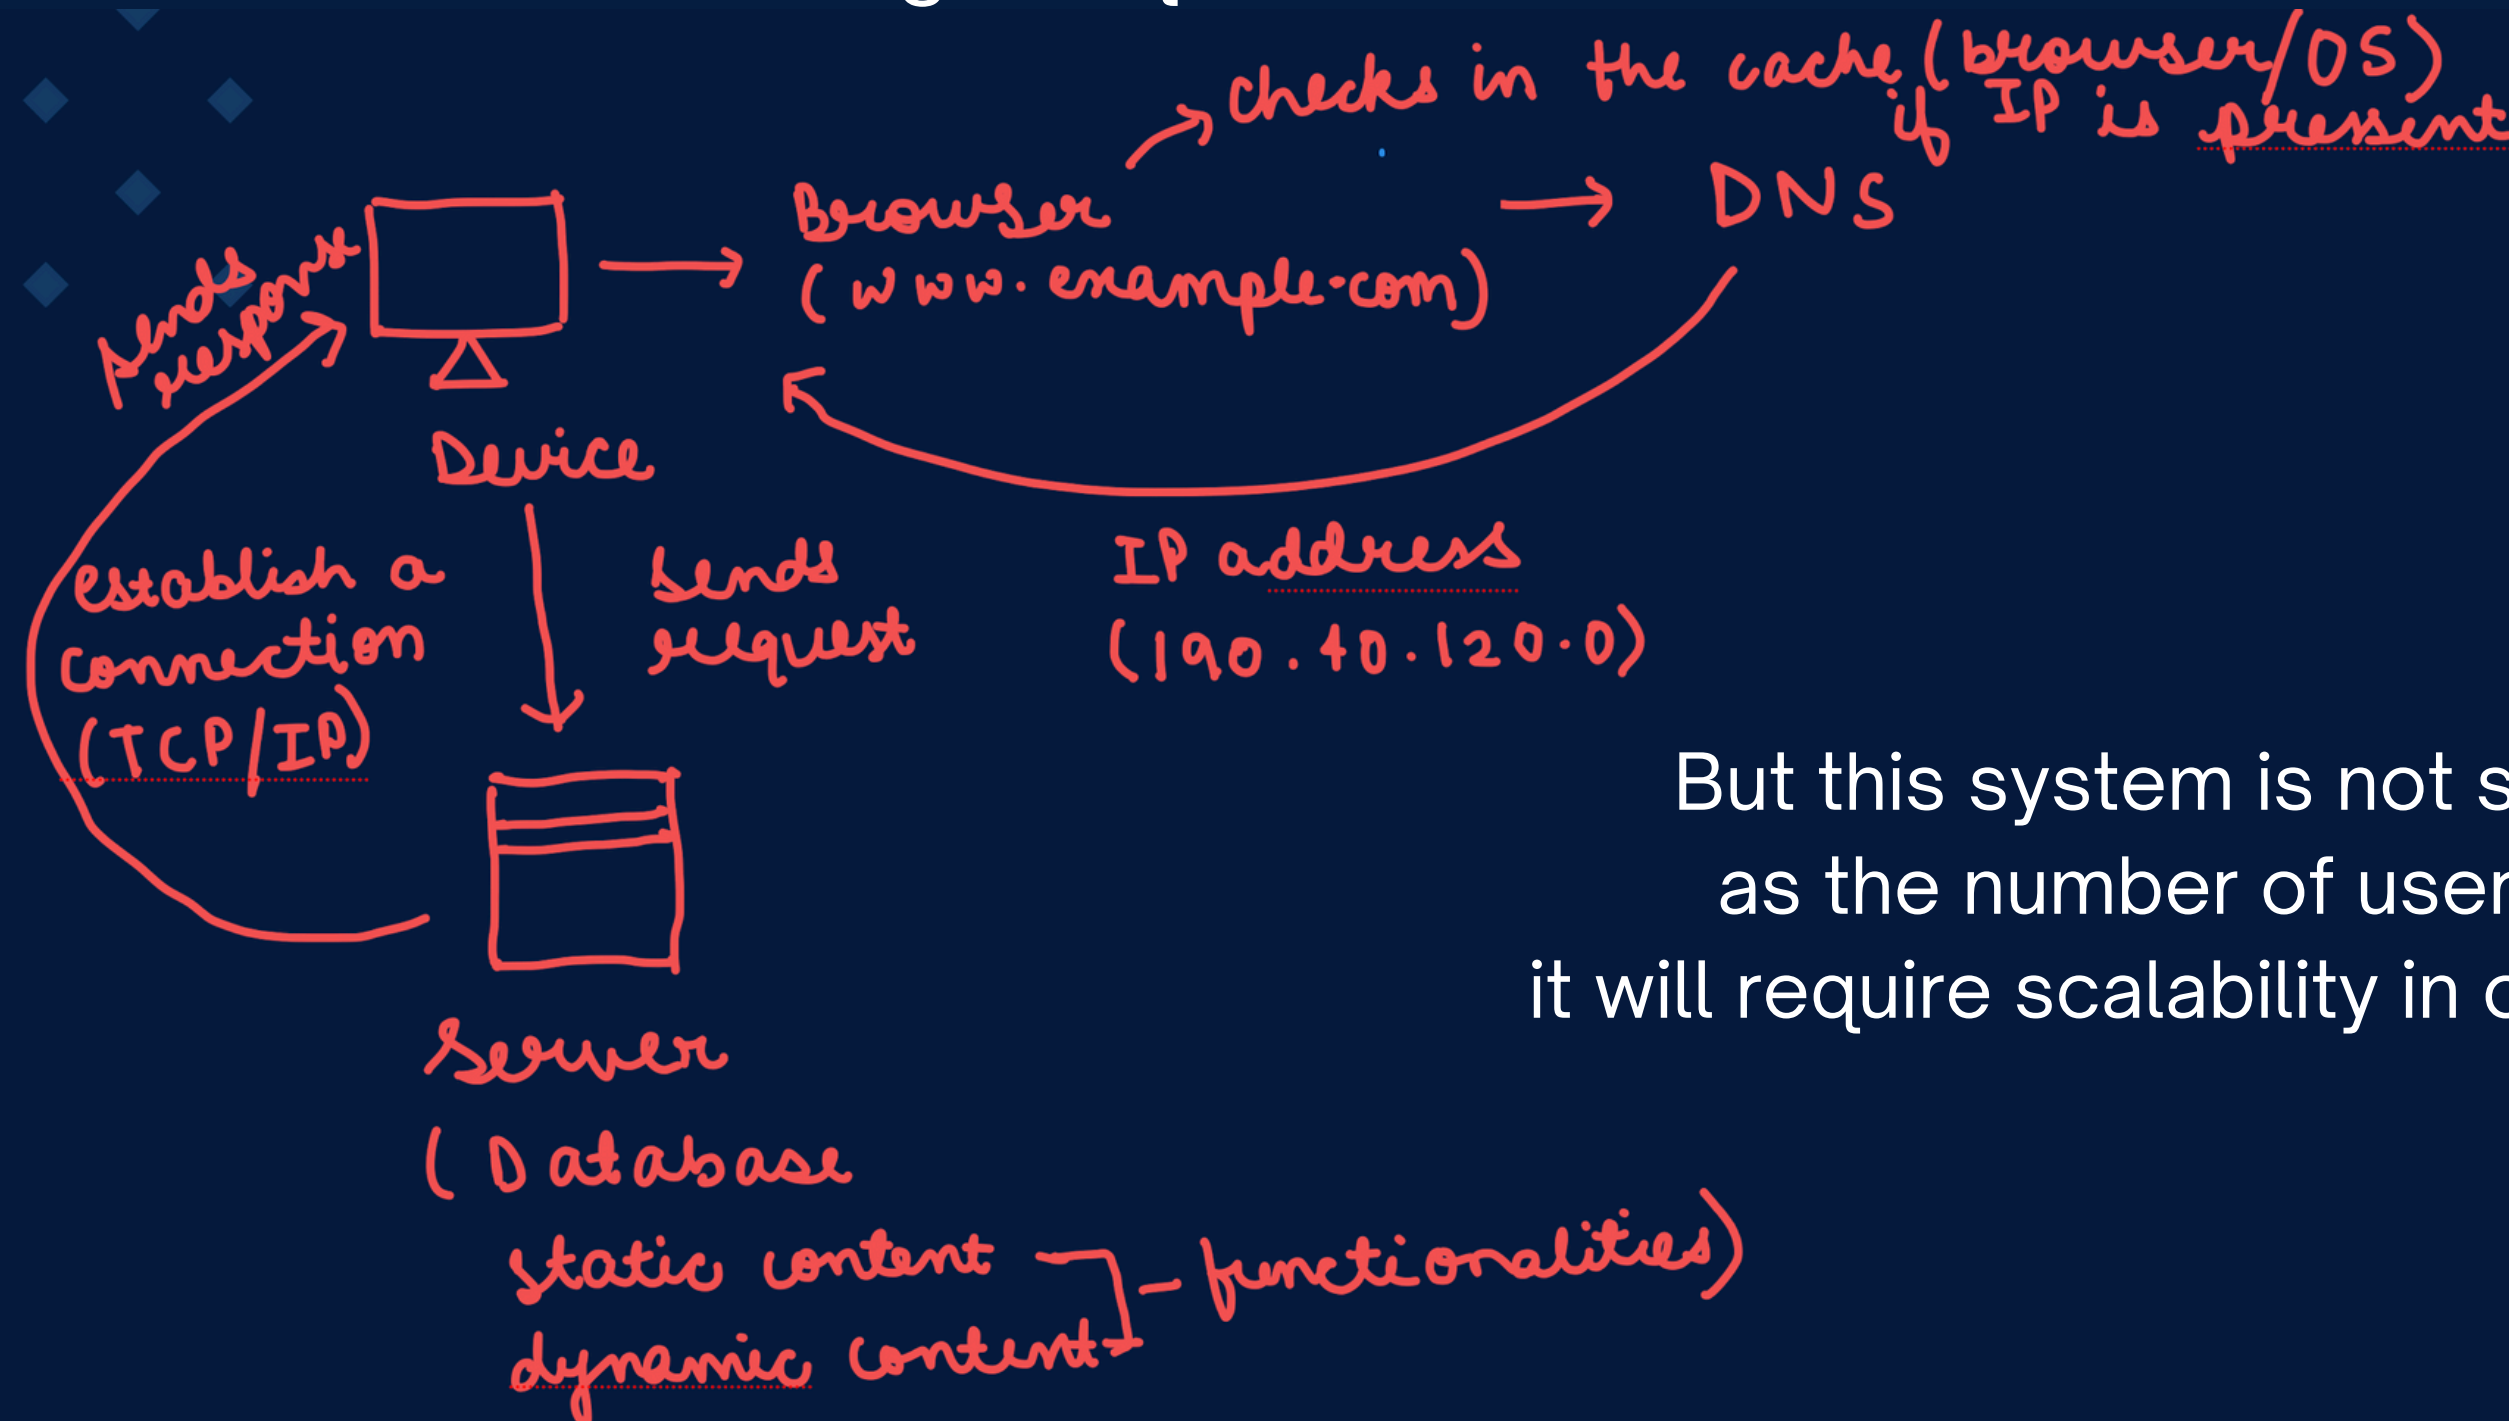 checks in the cache (browser/OS)
if IP is present
Browser
(www.example.com)
DNS
sends
response
Device
establish a
connection
(TCP/IP)
sends
request
IP address
(190.40.120.0)
But this system is not s
as the number of user
it will require scalability in
Server
(Database
static content
dynamic content
functionalities)